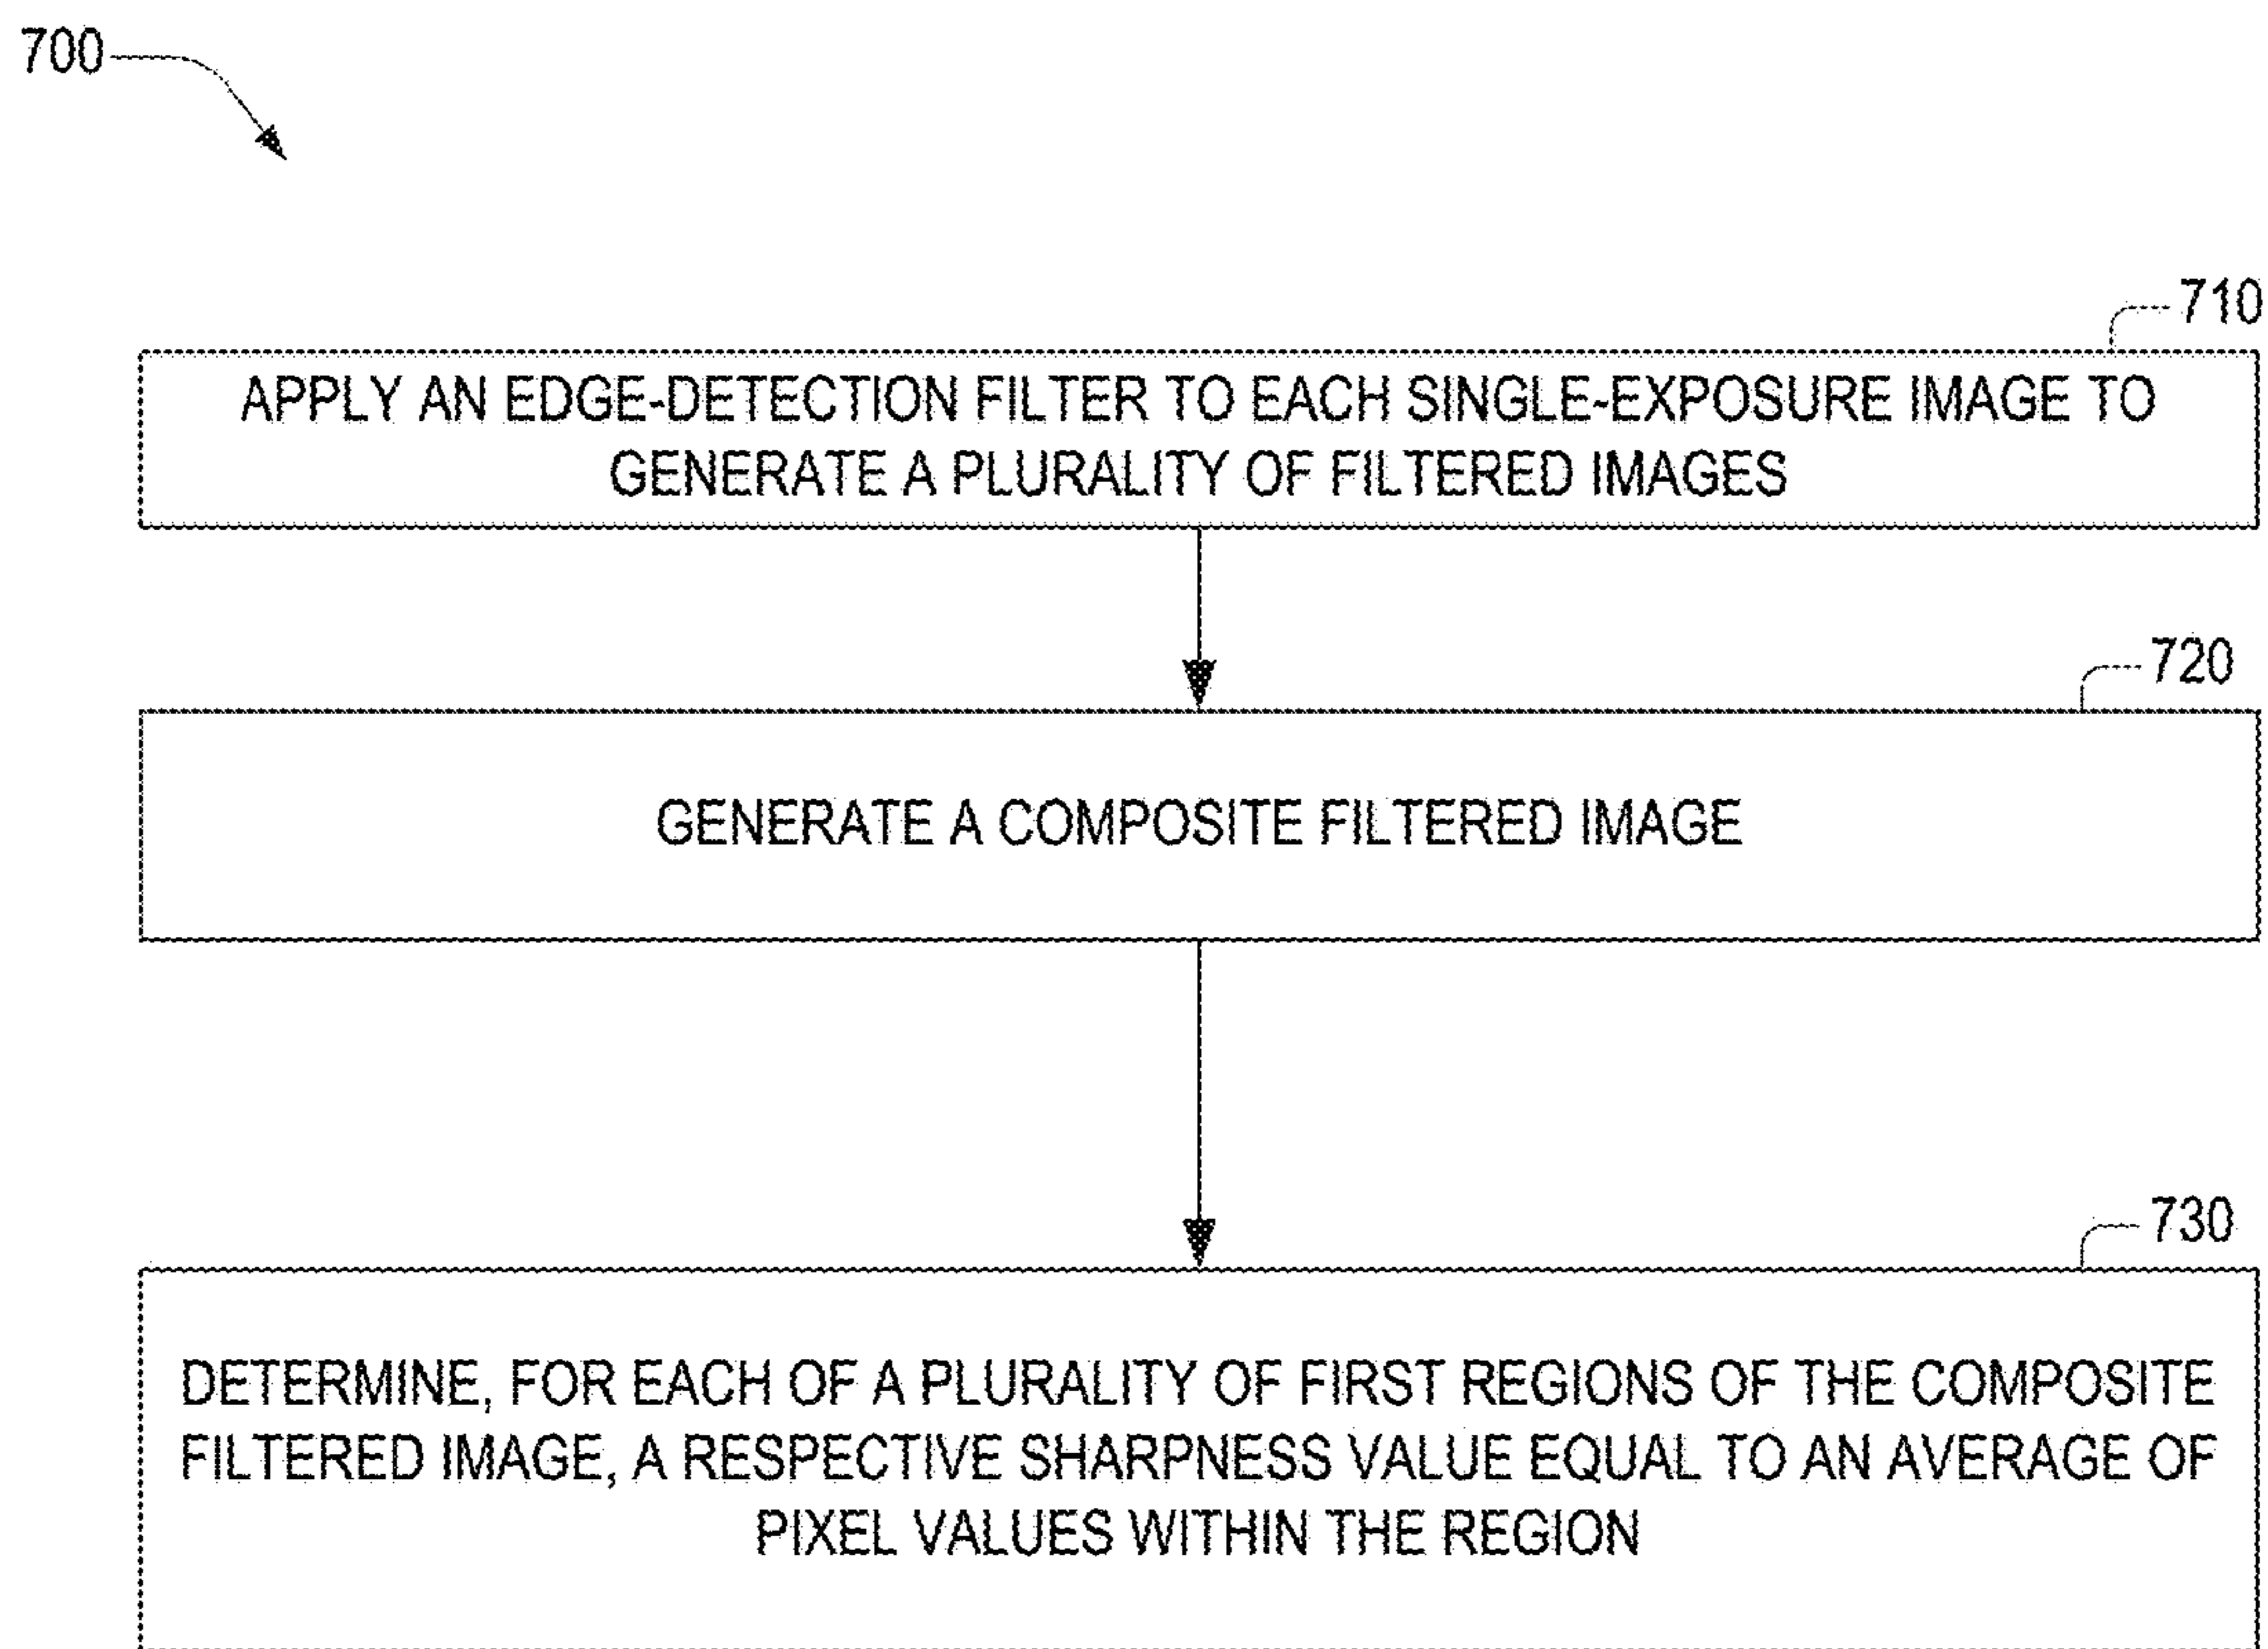 700
710
APPLY AN EDGE-DETECTION FILTER TO EACH SINGLE-EXPOSURE IMAGE TO
GENERATE A PLURALITY OF FILTERED IMAGES
720
GENERATE A COMPOSITE FILTERED IMAGE
730
DETERMINE, FOR EACH OF A PLURALITY OF FIRST REGIONS OF THE COMPOSITE
FILTERED IMAGE, A RESPECTIVE SHARPNESS VALUE EQUAL TO AN AVERAGE OF
PIXEL VALUES WITHIN THE REGION